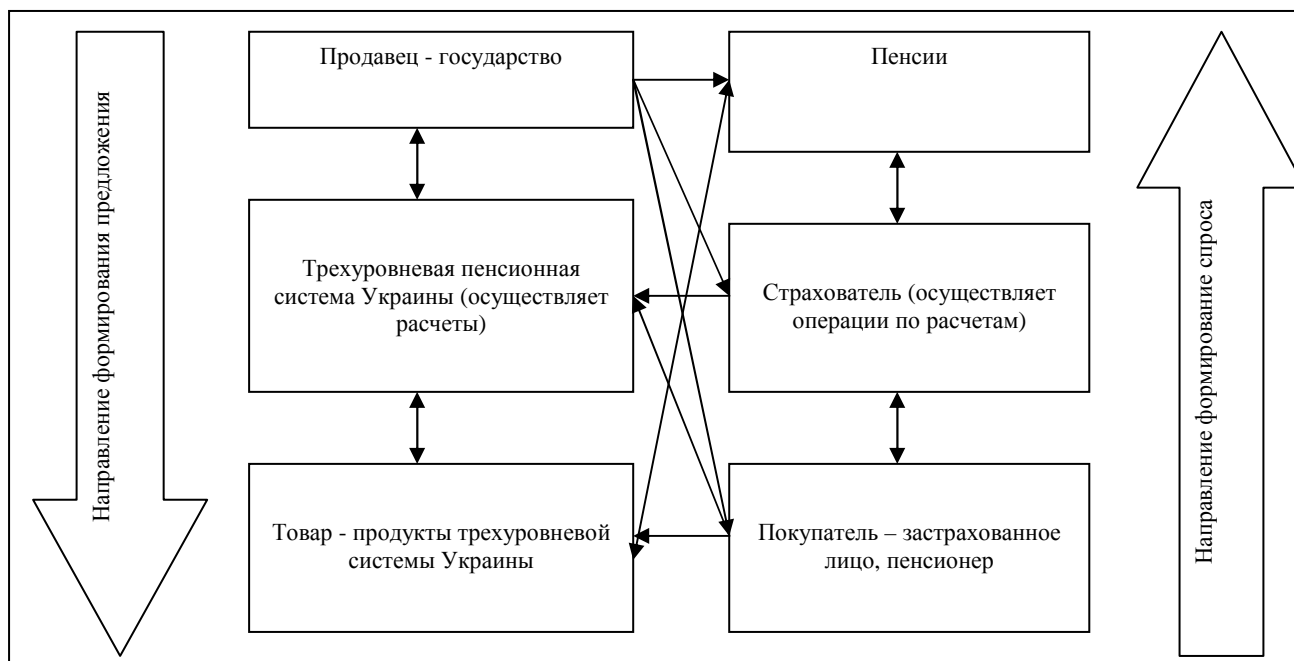 Направление формирования предложения
Продавец - государство
Пенсии
Трехуровневая пенсионная
система Украины (осуществляет
расчеты)
Страхователь (осуществляет
операции по расчетам)
Товар - продукты трехуровневой
системы Украины
Покупатель – застрахованное
лицо, пенсионер
Направление формирование спроса